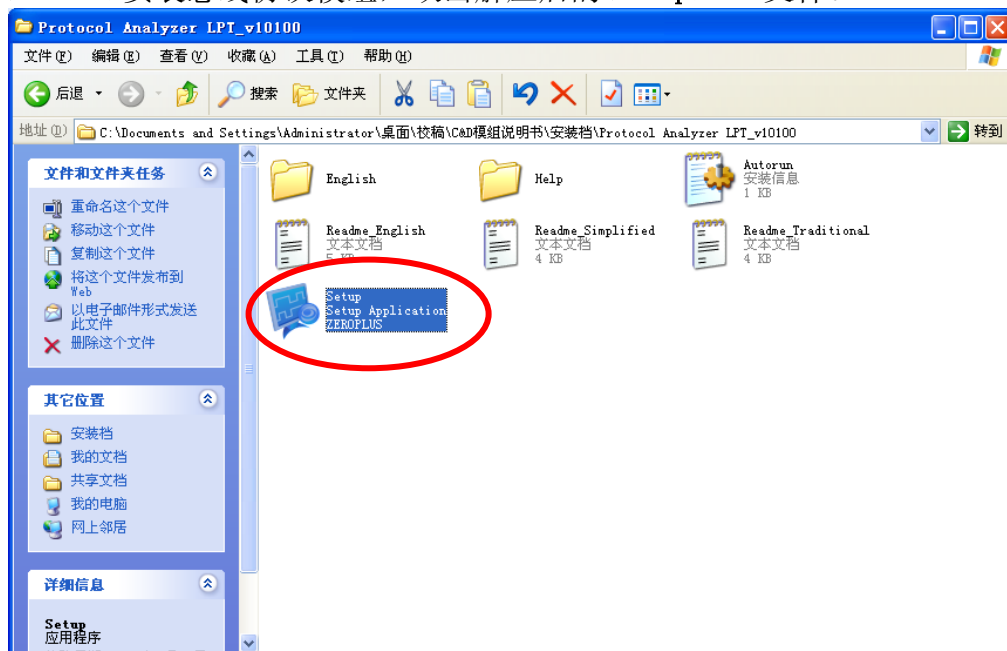 Protocol Analyzer LPT_v10100
文件(F) 编辑(E) 查看(V) 收藏(A) 工具(T) 帮助(H)
后退 搜索 文件夹
地址(D) C:\Documents and Settings\Administrator\桌面\校稿\C&D模组说明书\安装档\Protocol Analyzer LPT_v10100 转到
文件和文件夹任务
重命名这个文件
移动这个文件
复制这个文件
将这个文件发布到
Web
以电子邮件形式发送
此文件
删除这个文件
其它位置
安装档
我的文档
共享文档
我的电脑
网上邻居
详细信息
Setup
应用程序
English
Help
Autorun
安装信息
1 KB
Readme_English
文本文档
5 KB
Readme_Simplified
文本文档
4 KB
Readme_Traditional
文本文档
4 KB
Setup
Setup Application
ZEROPLUS